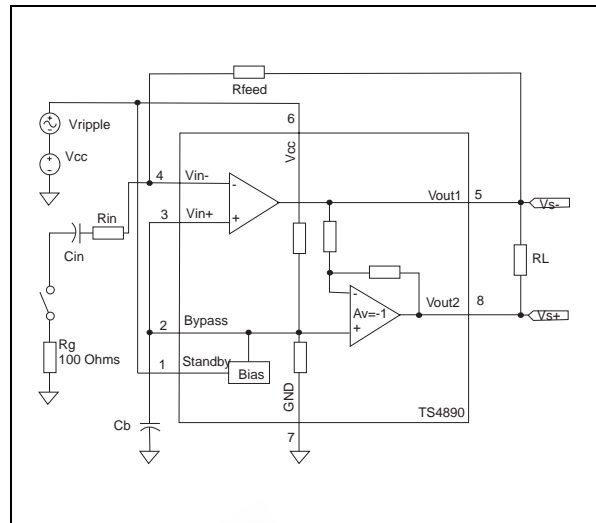 Rfeed
Vripple
Vcc
6
Vcc
4
Vin-
-
Vout1
5
Vs-
Rin
3
Vin+
+
Cin
RL
-
Av=-1
Vout2
8
Vs+
+
2
Bypass
Rg
100 Ohms
1
Standby
Bias
GND
TS4890
Cb
7